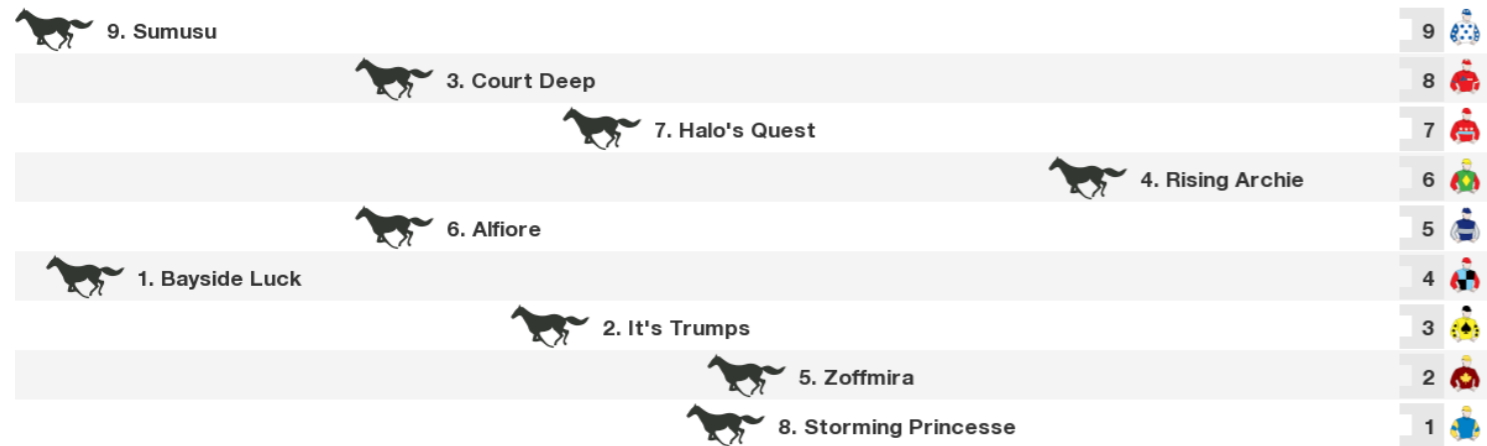 9. Sumusu 9
3. Court Deep 8
7. Halo's Quest 7
4. Rising Archie 6
6. Alfiore 5
1. Bayside Luck 4
2. It's Trumps 3
5. Zoffmira 2
8. Storming Princesse 1